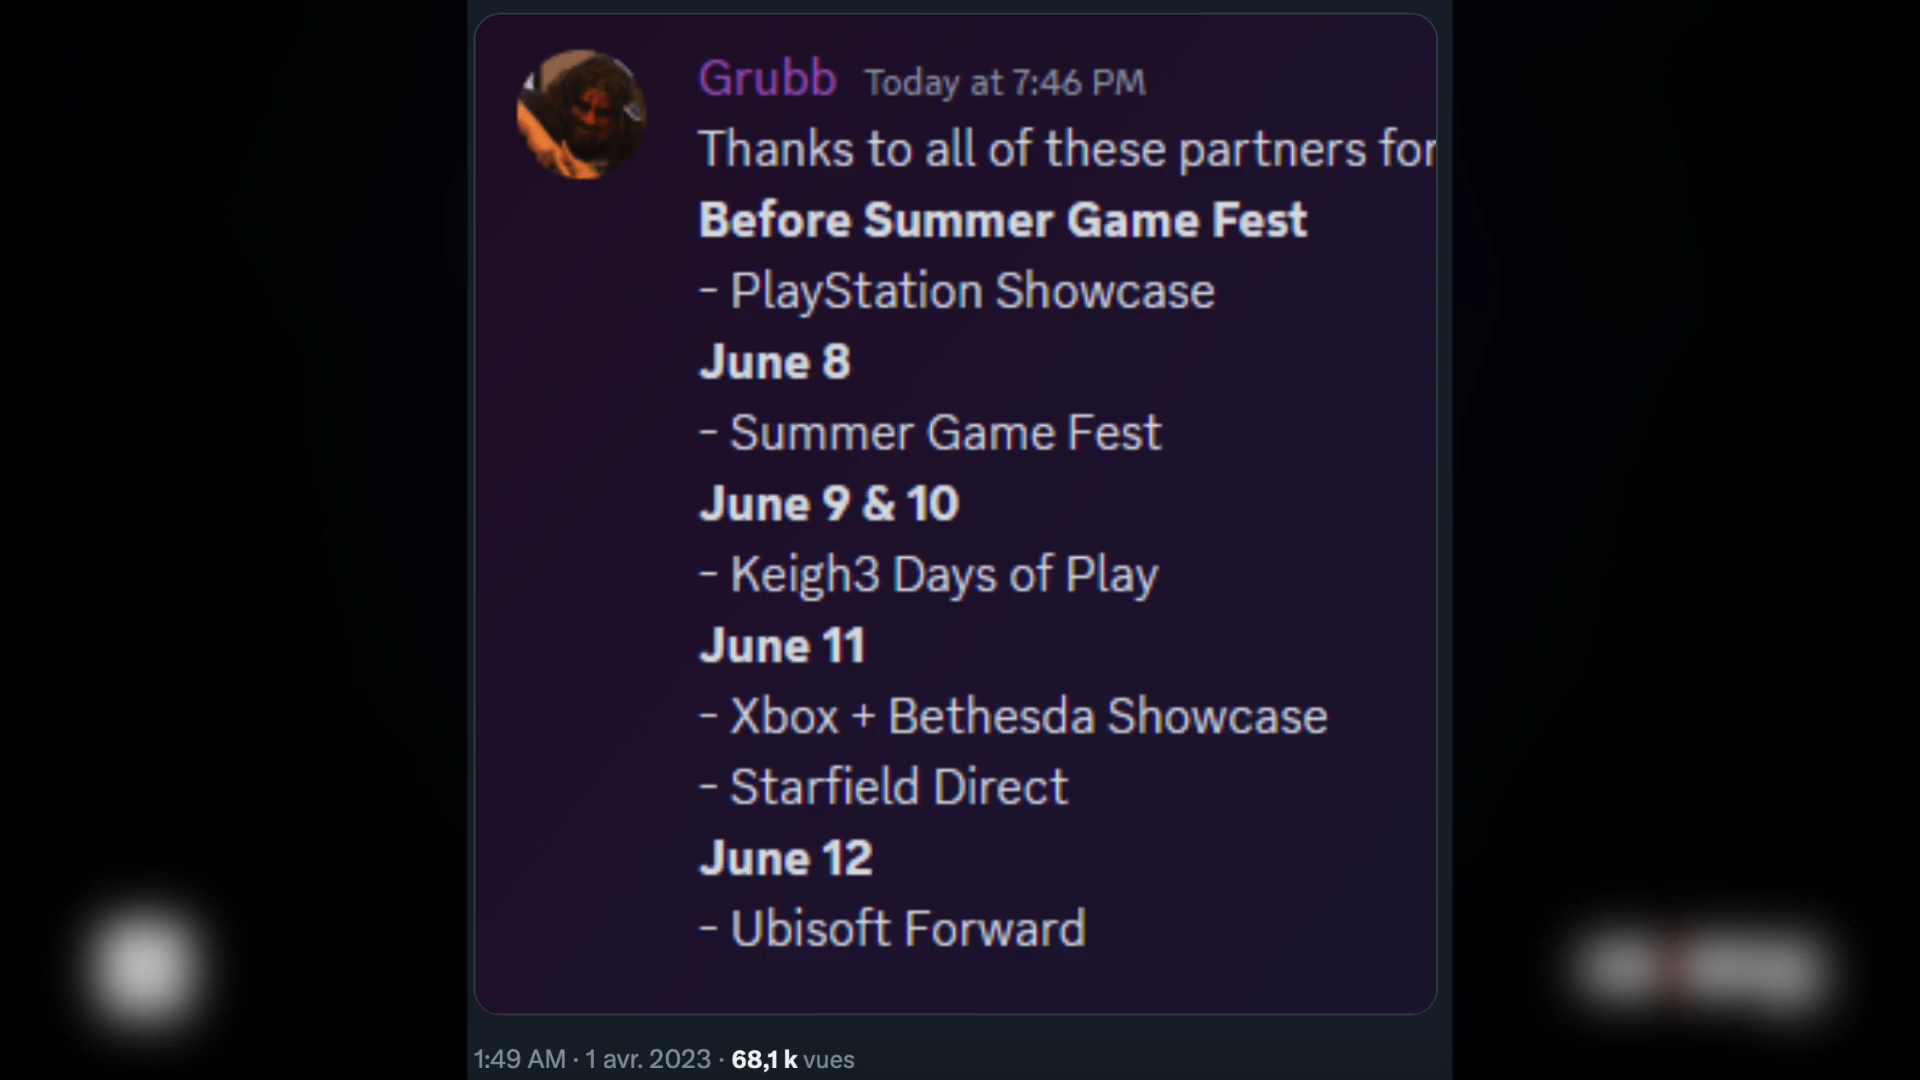 Grubb Today at 7:46 PM
Thanks to all of these partners for
Before Summer Game Fest
- PlayStation Showcase
June 8
- Summer Game Fest
June 9 & 10
- Keigh3 Days of Play
June 11
- Xbox + Bethesda Showcase
- Starfield Direct
June 12
- Ubisoft Forward
1:49 AM · 1 avr. 2023 · 68,1 k vues